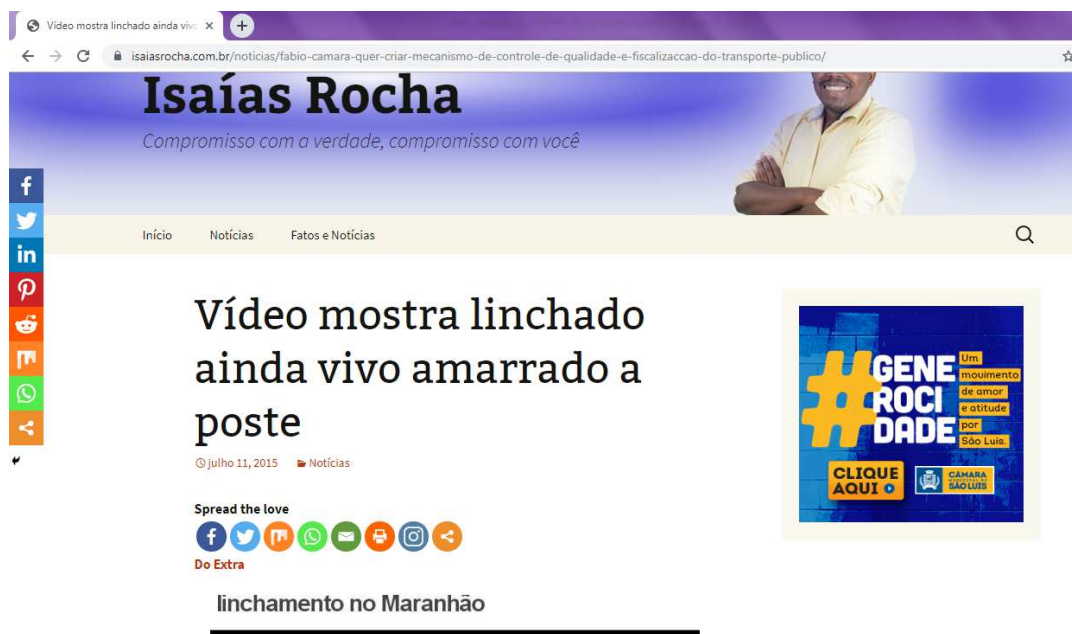 Vídeo mostra linchado ainda viv
isaiasrocha.com.br/noticias/fabio-camara-quer-criar-mecanismo-de-controle-de-qualidade-e-fiscalizaccao-do-transporte-publico/
Isaías Rocha
Compromisso com a verdade, compromisso com você
Início Notícias Fatos e Notícias
Vídeo mostra linchado
ainda vivo amarrado a
poste
julho 11, 2015 Notícias
Spread the love
Do Extra
linchamento no Maranhão
#GENE
ROCI
DADE
Um
movimento
de amor
e atitude
por
São Luís.
CLIQUE
AQUI
CÂMARA
MUNICIPAL DE
SÃO LUÍS